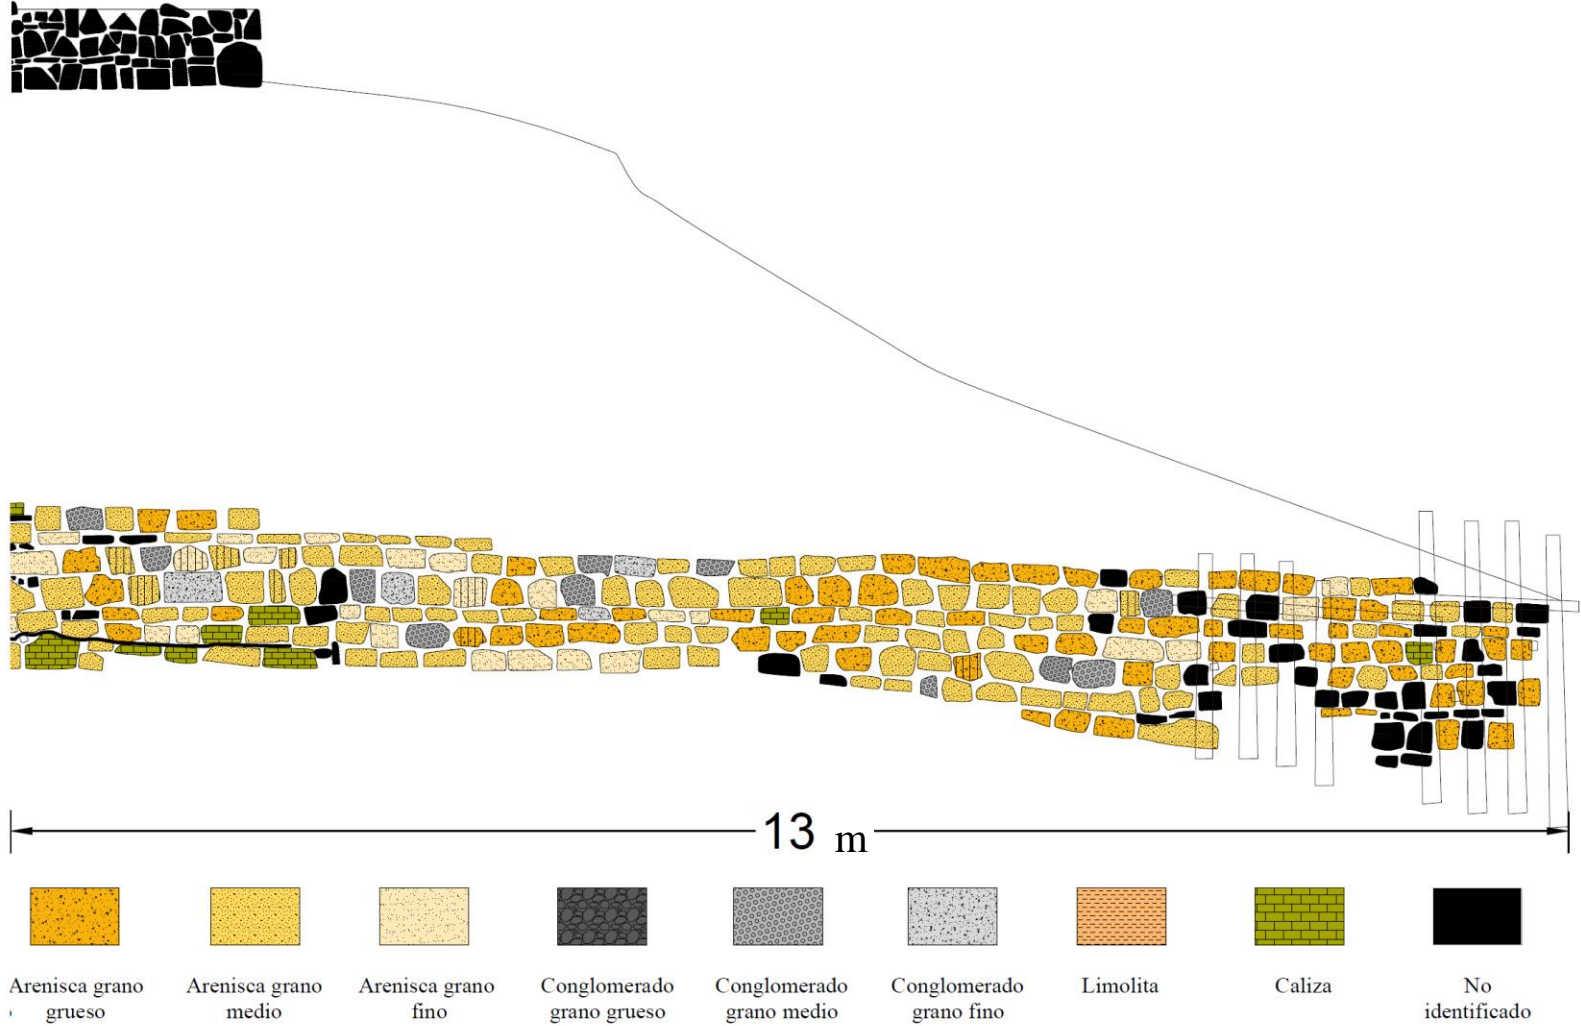 13 m
Arenisca grano
grueso
Arenisca grano
medio
Arenisca grano
fino
Conglomerado
grano grueso
Conglomerado
grano medio
Conglomerado
grano fino
Limolita
Caliza
No
identificado